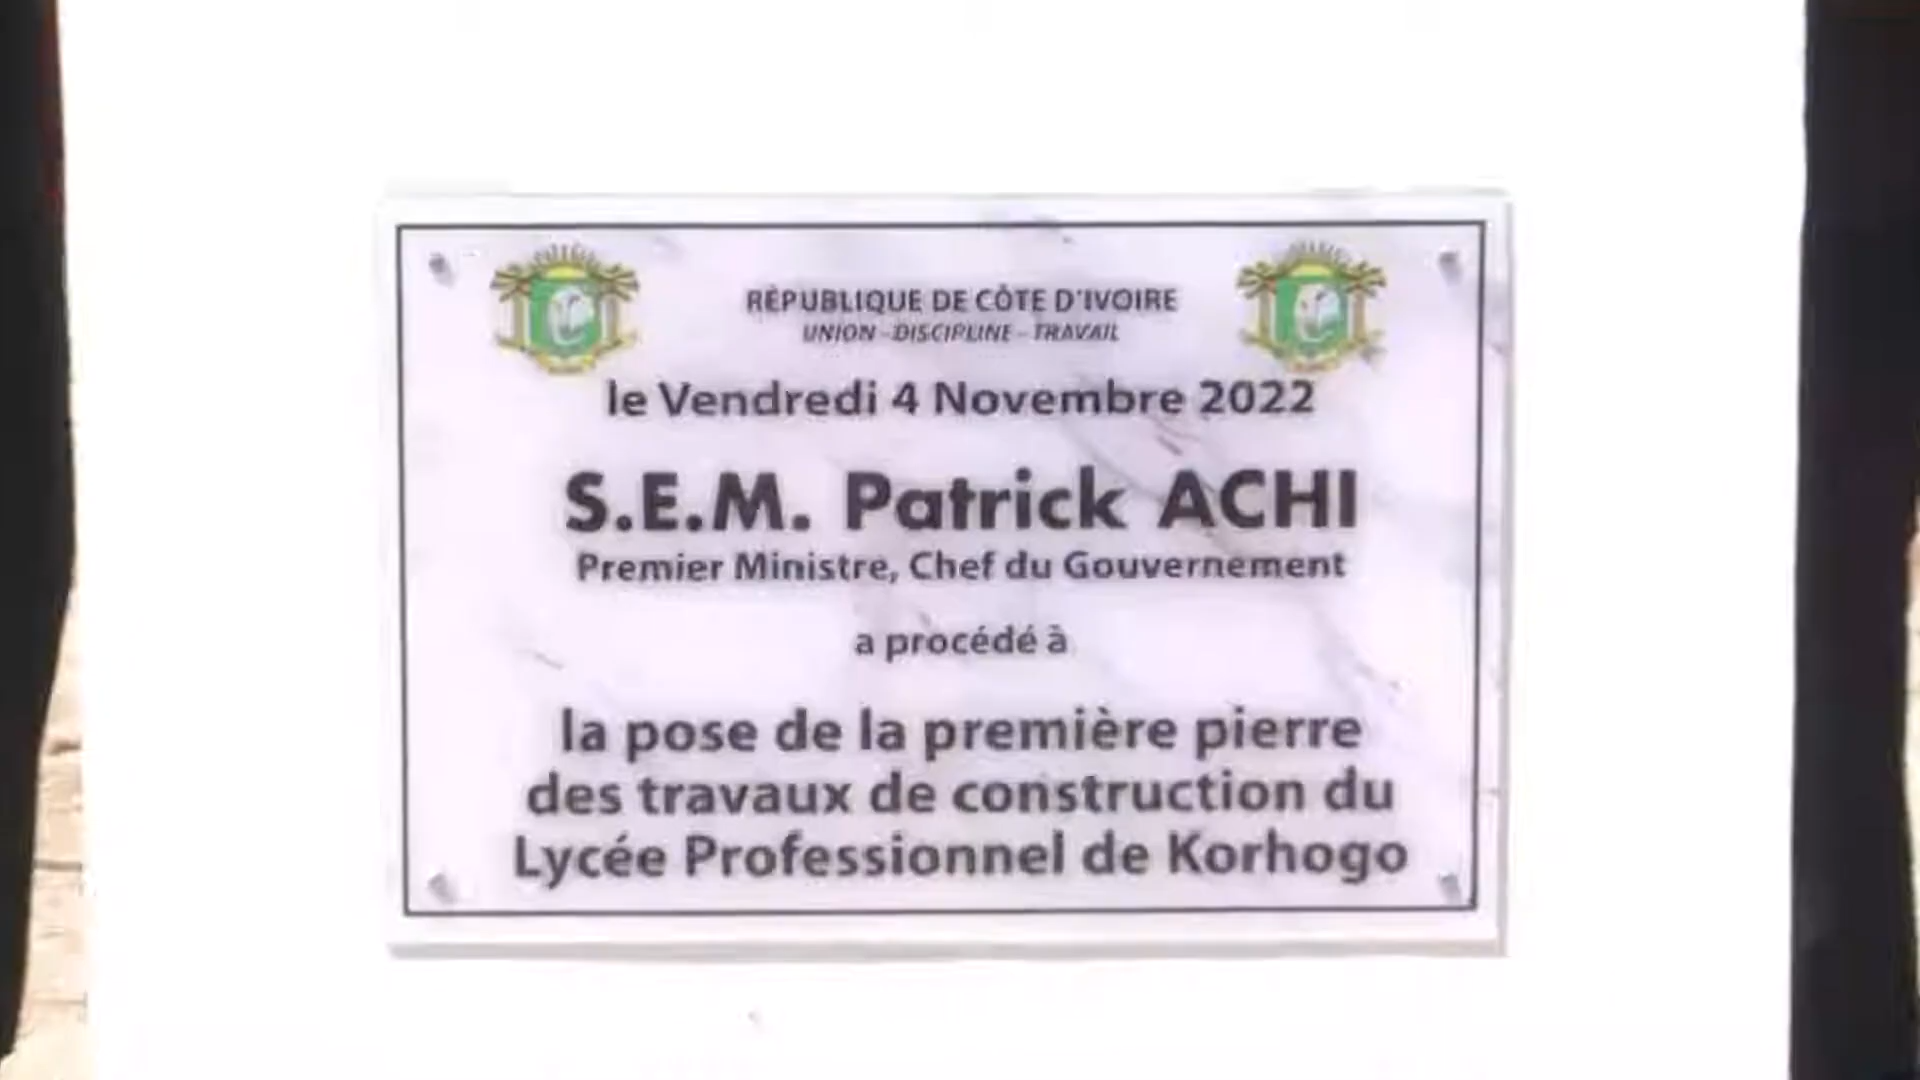 RÉPUBLIQUE DE CÔTE D'IVOIRE
UNION - DISCIPLINE - TRAVAIL
le Vendredi 4 Novembre 2022
S.E.M. Patrick ACHI
Premier Ministre, Chef du Gouvernement
a procédé à
la pose de la première pierre
des travaux de construction du
Lycée Professionnel de Korhogo